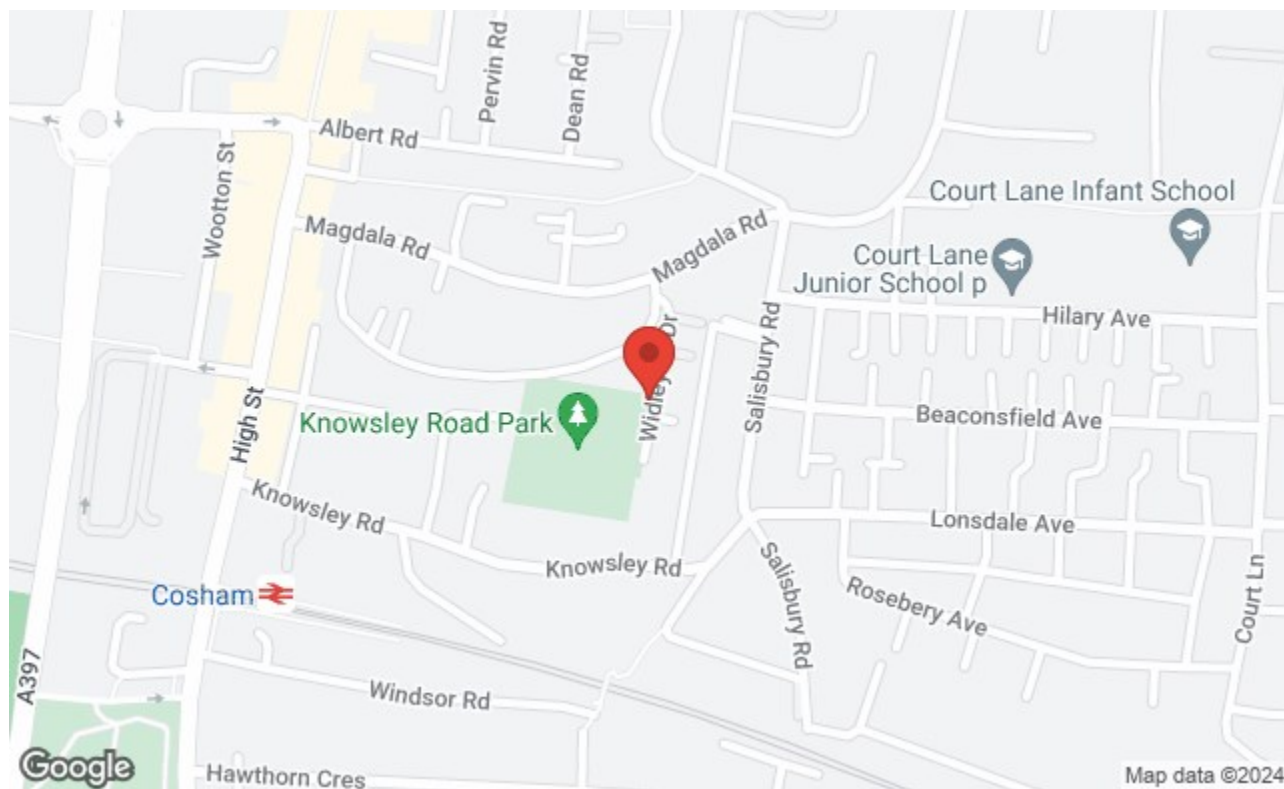 Pervin Rd
Dean Rd
Albert Rd
Wootton St
Court Lane Infant School
Magdala Rd
Magdala Rd
Court Lane
Junior School p
Hilary Ave
Salisbury Rd
Widley Dr
Beaconsfield Ave
Knowsley Road Park
High St
Knowsley Rd
Lonsdale Ave
Knowsley Rd
Salisbury Rd
Cosham
Rosebery Ave
Court Ln
A397
Windsor Rd
Google
Hawthorn Cres
Map data ©2024